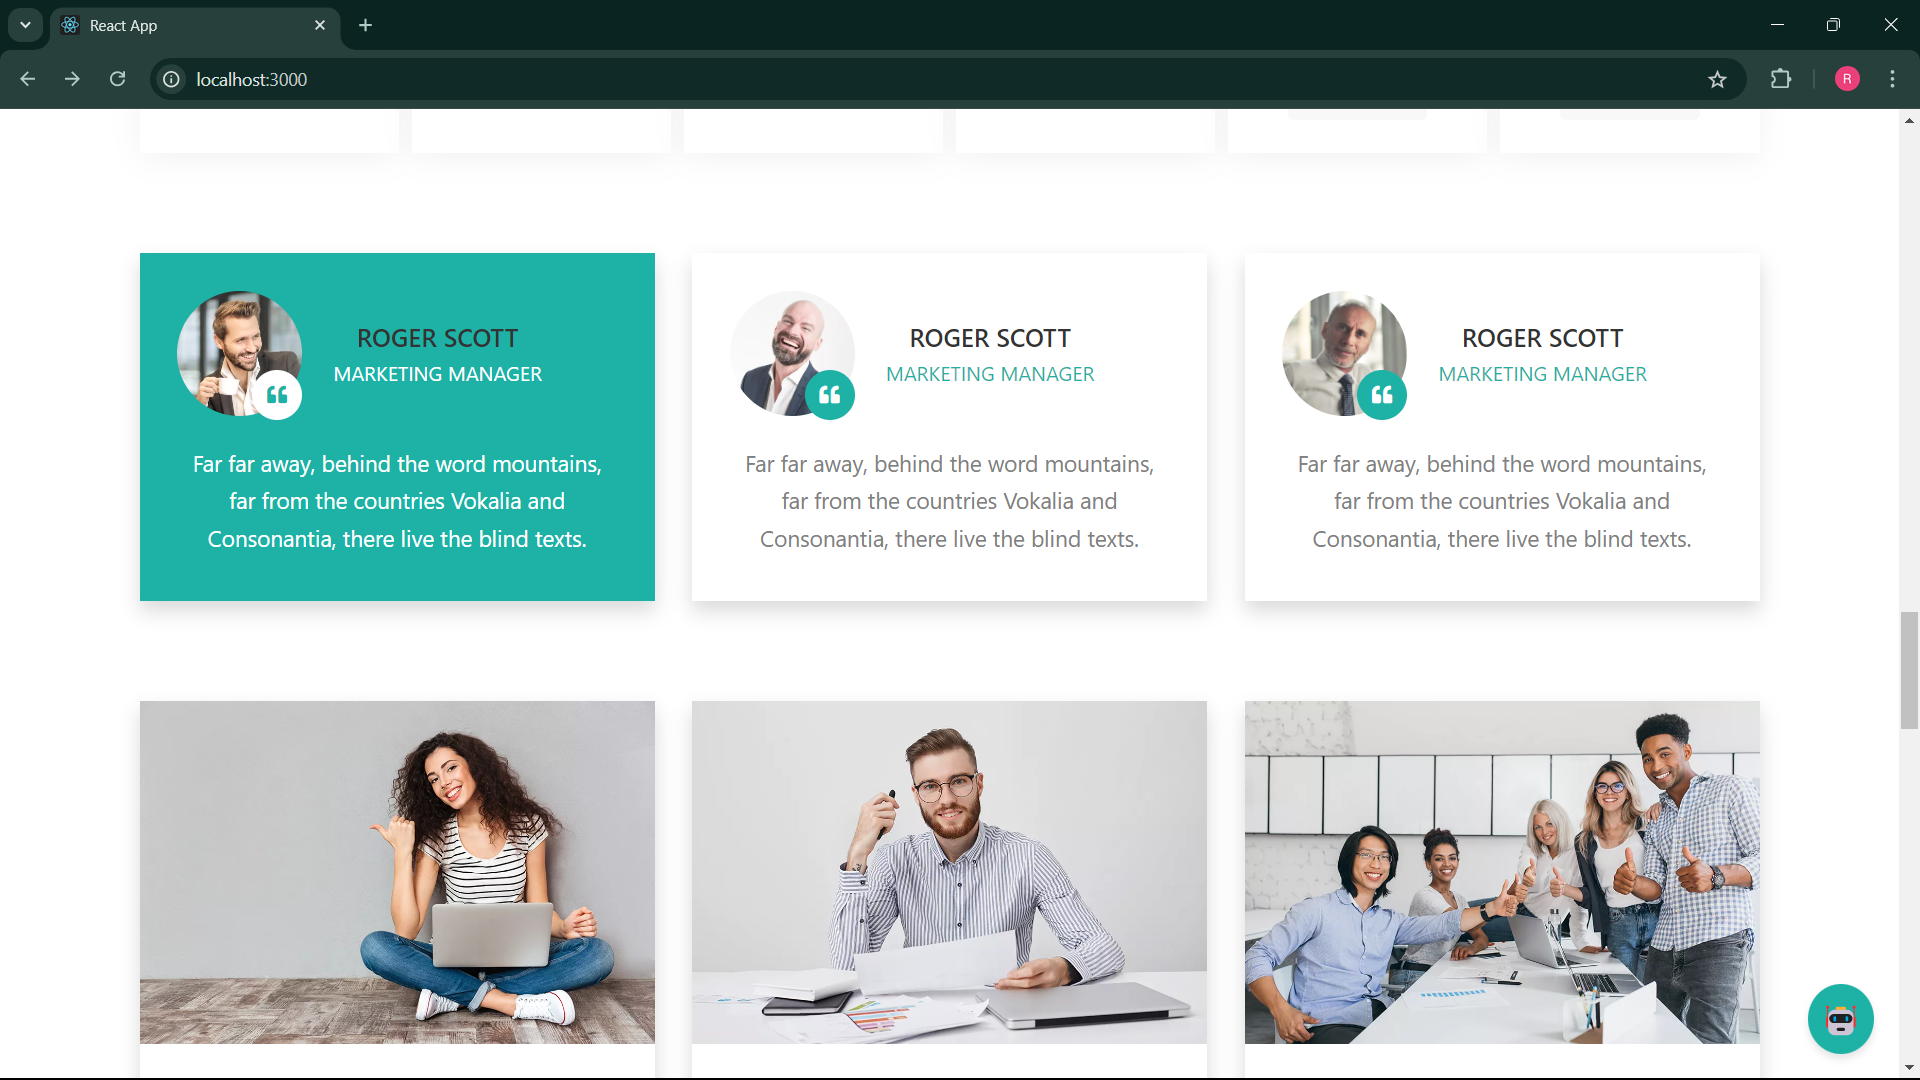 React App
localhost:3000
R
ROGER SCOTT
MARKETING MANAGER
Far far away, behind the word mountains,
far from the countries Vokalia and
Consonantia, there live the blind texts.
ROGER SCOTT
MARKETING MANAGER
Far far away, behind the word mountains,
far from the countries Vokalia and
Consonantia, there live the blind texts.
ROGER SCOTT
MARKETING MANAGER
Far far away, behind the word mountains,
far from the countries Vokalia and
Consonantia, there live the blind texts.